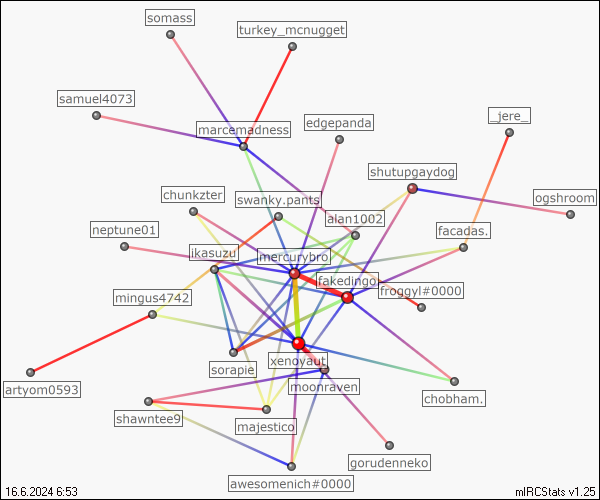 somass
turkey_mcnugget
samuel4073
_jere_
edgepanda
marcemadness
shutupgaydog
chunkzter
swanky.pants
ogshroom
alan1002
neptune01
facadas.
ikasuzu
mercurybro
fakedingo
froggyl#0000
mingus4742
xenoyaut
sorapie
moonraven
artyom0593
chobham.
shawntee9
majestico
gorudenneko
awesomenich#0000
16.6.2024 6:53
mIRCStats v1.25